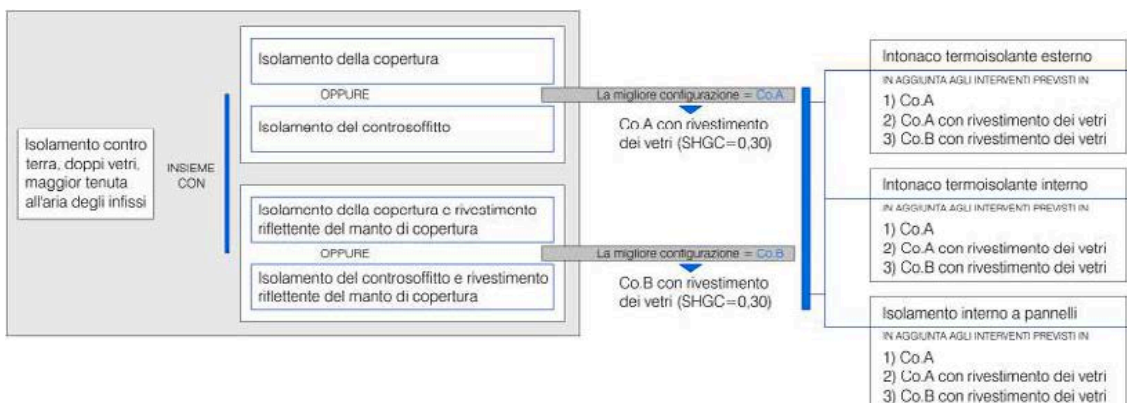 Isolamento contro
terra, doppi vetri,
maggior tenuta
all'aria degli infissi
INSIEME
CON
Isolamento della copertura
OPPURE
Isolamento del controsoffitto
Isolamento della copertura e rivestimento
riflettente del manto di copertura
OPPURE
Isolamento del controsoffitto e rivestimento
riflettente del manto di copertura
La migliore configurazione = Co.A
Co.A con rivestimento
dei vetri (SHGC=0,30)
La migliore configurazione = Co.B
Co.B con rivestimento
dei vetri (SHGC=0,30)
Intonaco termoisolante esterno
IN AGGIUNTA AGLI INTERVENTI PREVISTI IN
1) Co.A
2) Co.A con rivestimento dei vetri
3) Co.B con rivestimento dei vetri
Intonaco termoisolante interno
IN AGGIUNTA AGLI INTERVENTI PREVISTI IN
1) Co.A
2) Co.A con rivestimento dei vetri
3) Co.B con rivestimento dei vetri
Isolamento interno a pannelli
IN AGGIUNTA AGLI INTERVENTI PREVISTI IN
1) Co.A
2) Co.A con rivestimento dei vetri
3) Co.B con rivestimento dei vetri